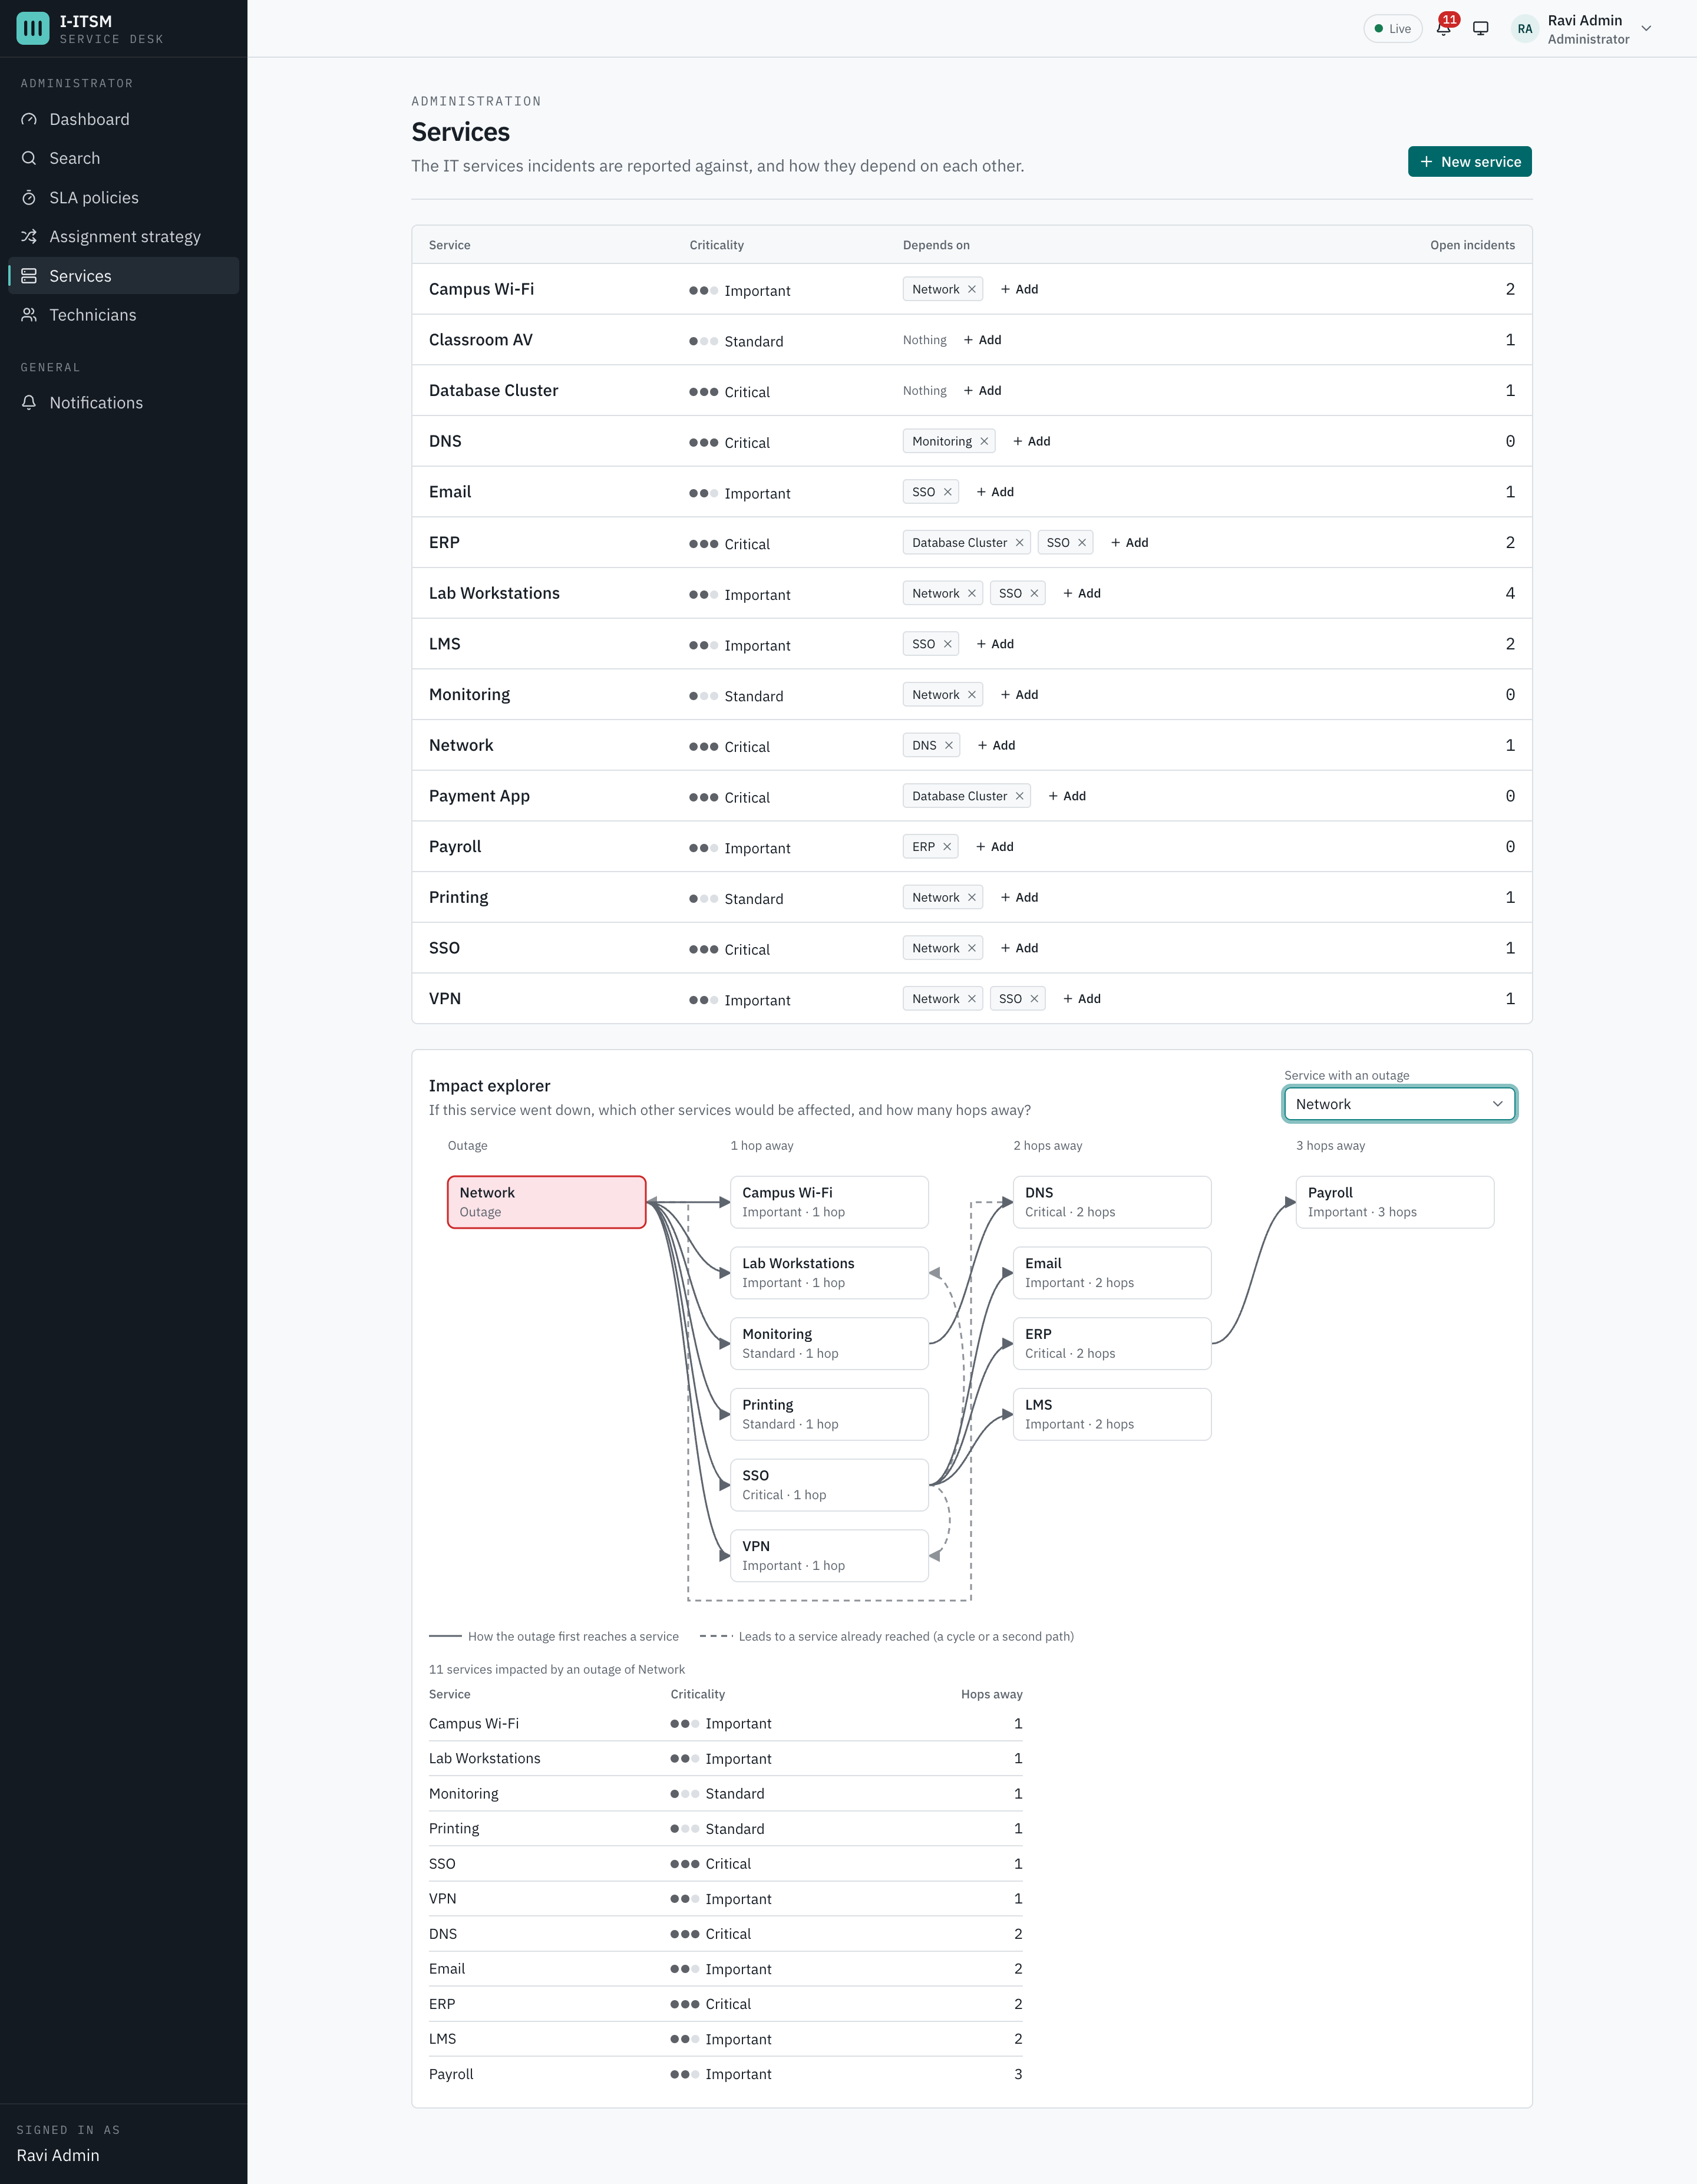 I-ITSM
SERVICE DESK
Live
11
RA
Ravi Admin
Administrator
ADMINISTRATOR
Dashboard
Search
SLA policies
Assignment strategy
Services
Technicians
GENERAL
Notifications
SIGNED IN AS
Ravi Admin
ADMINISTRATION
Services
The IT services incidents are reported against, and how they depend on each other.
+ New service
Service Criticality Depends on Open incidents
Campus Wi-Fi Important Network × + Add 2
Classroom AV Standard Nothing + Add 1
Database Cluster Critical Nothing + Add 1
DNS Critical Monitoring × + Add 0
Email Important SSO × + Add 1
ERP Critical Database Cluster × SSO × + Add 2
Lab Workstations Important Network × SSO × + Add 4
LMS Important SSO × + Add 2
Monitoring Standard Network × + Add 0
Network Critical DNS × + Add 1
Payment App Critical Database Cluster × + Add 0
Payroll Important ERP × + Add 0
Printing Standard Network × + Add 1
SSO Critical Network × + Add 1
VPN Important Network × SSO × + Add 1
Impact explorer
If this service went down, which other services would be affected, and how many hops away?
Service with an outage
Network
Outage
Network
Outage
1 hop away
Campus Wi-Fi
Important · 1 hop
Lab Workstations
Important · 1 hop
Monitoring
Standard · 1 hop
Printing
Standard · 1 hop
SSO
Critical · 1 hop
VPN
Important · 1 hop
2 hops away
DNS
Critical · 2 hops
Email
Important · 2 hops
ERP
Critical · 2 hops
LMS
Important · 2 hops
3 hops away
Payroll
Important · 3 hops
How the outage first reaches a service
Leads to a service already reached (a cycle or a second path)
11 services impacted by an outage of Network
Service Criticality Hops away
Campus Wi-Fi Important 1
Lab Workstations Important 1
Monitoring Standard 1
Printing Standard 1
SSO Critical 1
VPN Important 1
DNS Critical 2
Email Important 2
ERP Critical 2
LMS Important 2
Payroll Important 3